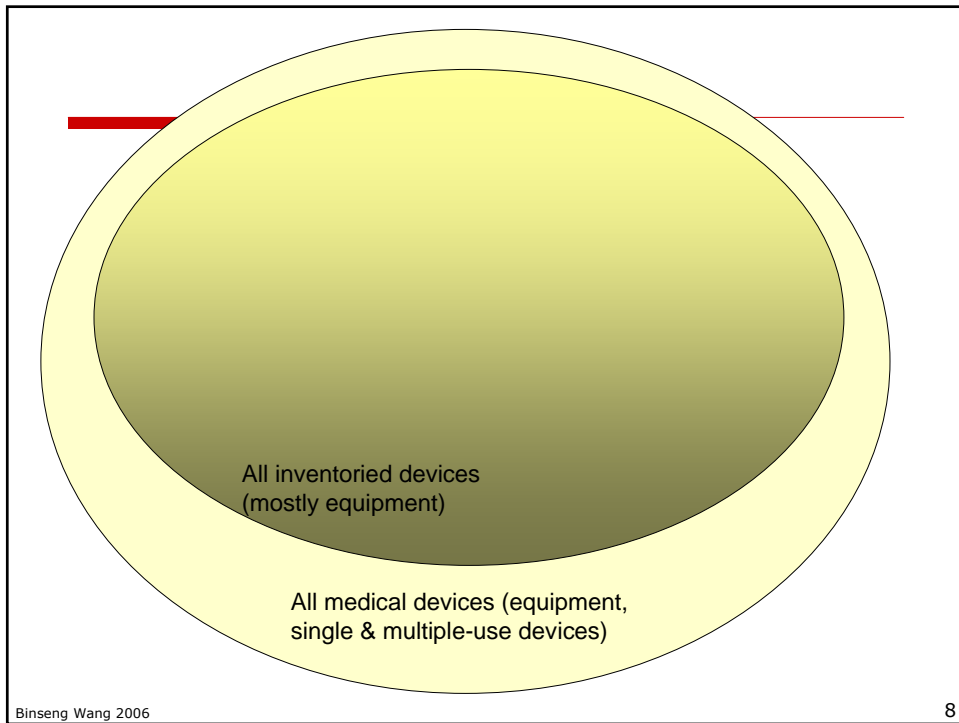 All inventoried devices
(mostly equipment)
All medical devices (equipment,
single & multiple-use devices)
Binseng Wang 2006
8